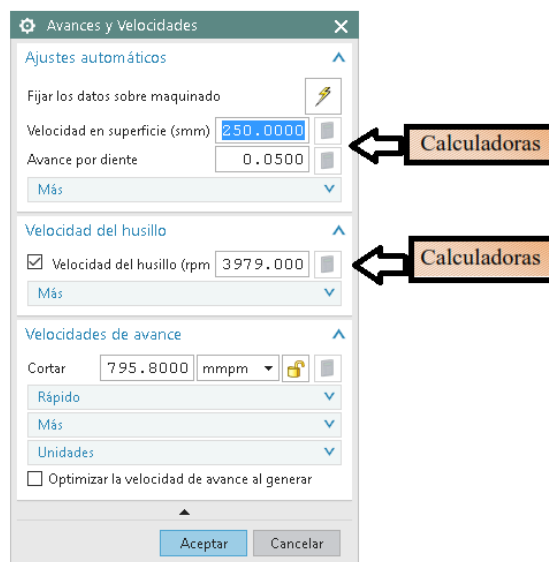 Avances y Velocidades
Ajustes automáticos
Fijar los datos sobre maquinado
Velocidad en superficie (smm) 250.0000
Calculadoras
Avance por diente 0.0500
Más
Velocidad del husillo
Velocidad del husillo (rpm 3979.000
Calculadoras
Más
Velocidades de avance
Cortar 795.8000 mmpm
Rápido
Más
Unidades
Optimizar la velocidad de avance al generar
Aceptar Cancelar